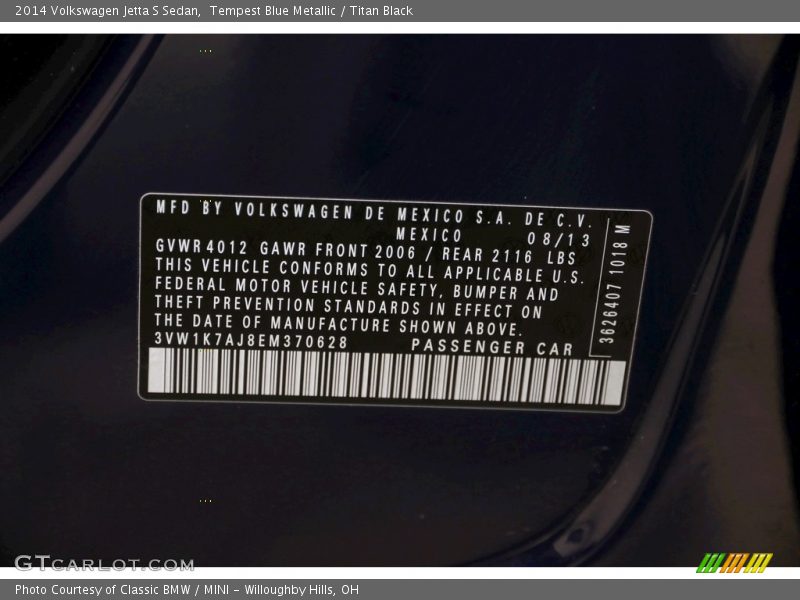 2014 Volkswagen Jetta S Sedan,  Tempest Blue Metallic / Titan Black
MFD BY VOLKSWAGEN DE MEXICO S.A. DE C.V.
MEXICO 08/13
GVWR 4012 GAWR FRONT 2006 / REAR 2116 LBS
THIS VEHICLE CONFORMS TO ALL APPLICABLE U.S.
FEDERAL MOTOR VEHICLE SAFETY, BUMPER AND
THEFT PREVENTION STANDARDS IN EFFECT ON
THE DATE OF MANUFACTURE SHOWN ABOVE.
3VW1K7AJ8EM370628 PASSENGER CAR
3626407 1018 M
GTCARLOT.COM
Photo Courtesy of Classic BMW / MINI - Willoughby Hills, OH